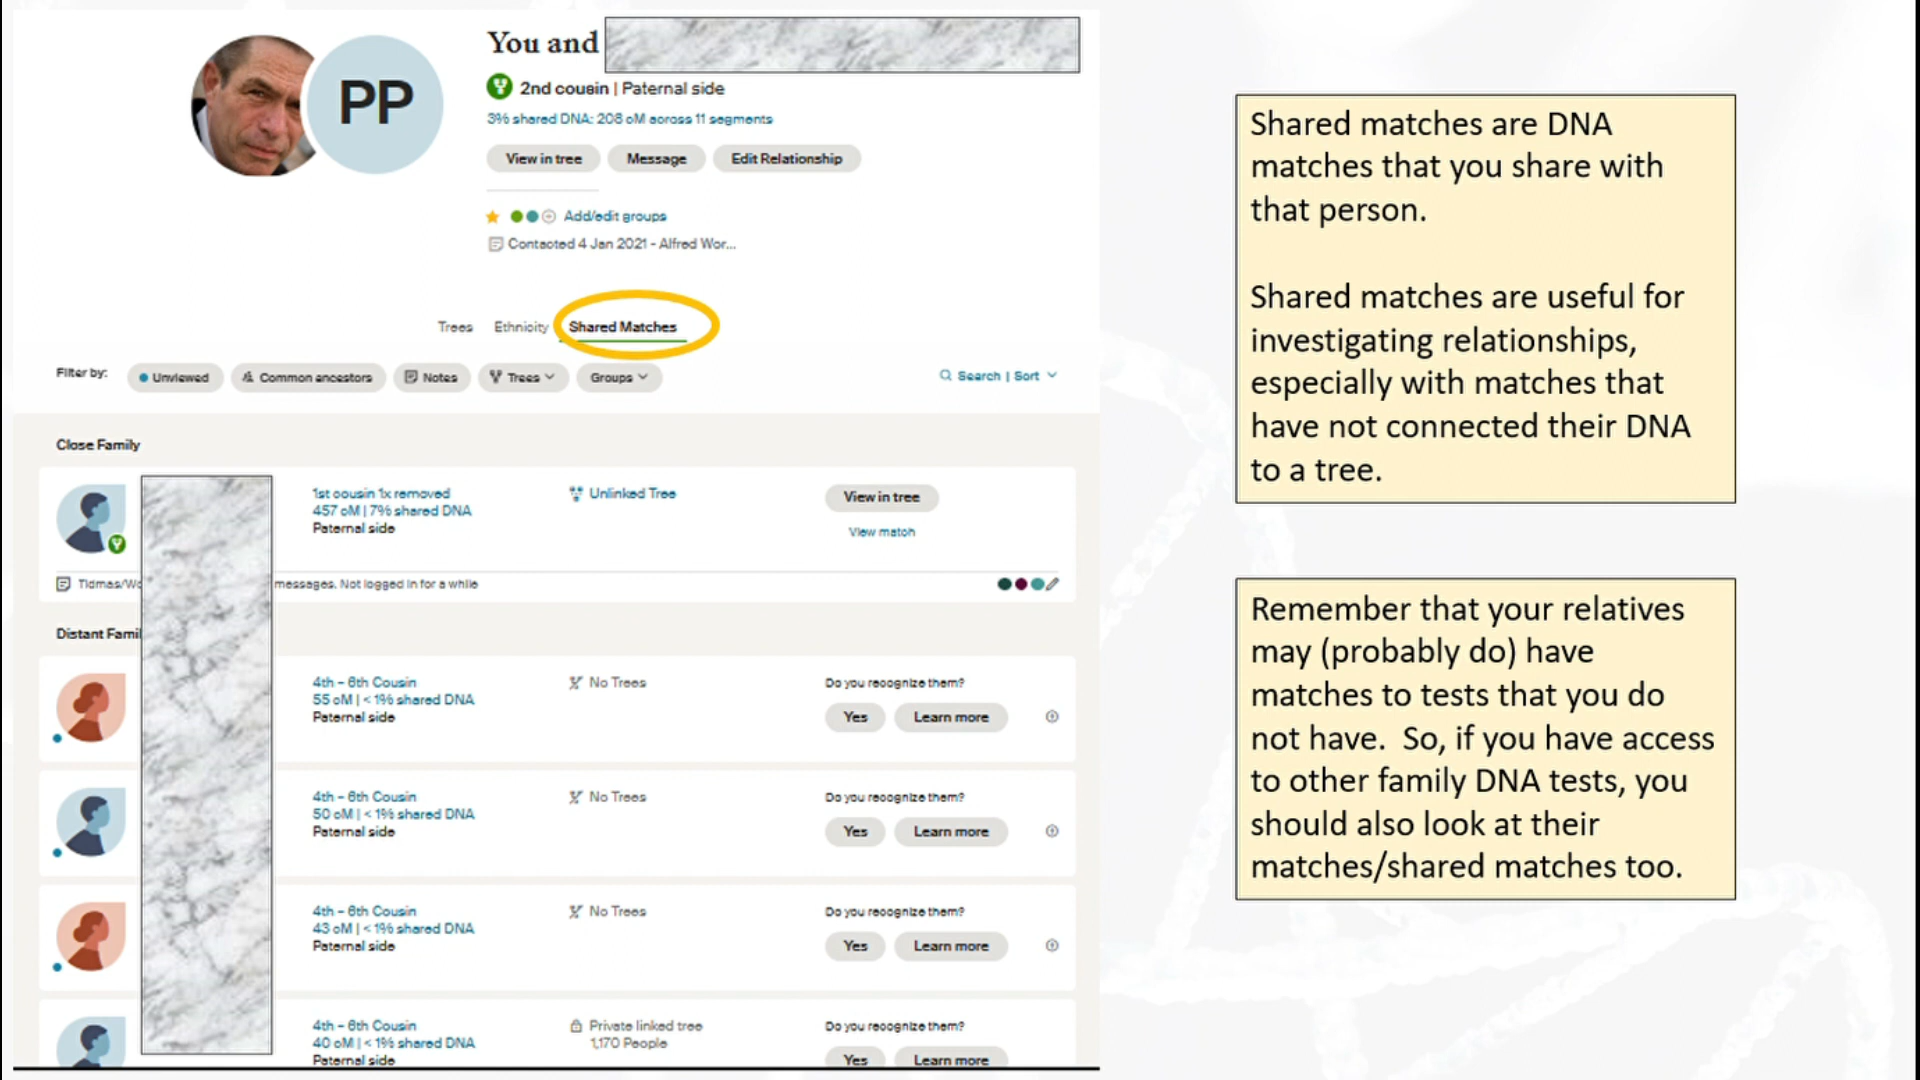 You and
PP
2nd cousin | Paternal side
3% shared DNA: 208 cM across 11 segments
View in tree
Message
Edit Relationship
Add/edit groups
Contacted 4 Jan 2021 - Alfred Wor...
Trees
Ethnicity
Shared Matches
Filter by:
Unviewed
Common ancestors
Notes
Trees
Groups
Search | Sort
Close Family
1st cousin 1x removed
457 cM | 7% shared DNA
Paternal side
Unlinked Tree
View in tree
View match
Tidmas/Wo
messages. Not logged in for a while
Distant Famil
4th – 6th Cousin
55 cM | < 1% shared DNA
Paternal side
No Trees
Do you recognize them?
Yes
Learn more
4th – 6th Cousin
50 cM | < 1% shared DNA
Paternal side
No Trees
Do you recognize them?
Yes
Learn more
4th – 6th Cousin
43 cM | < 1% shared DNA
Paternal side
No Trees
Do you recognize them?
Yes
Learn more
4th – 6th Cousin
40 cM | < 1% shared DNA
Paternal side
Private linked tree
1,170 People
Do you recognize them?
Yes
Learn more
Shared matches are DNA
matches that you share with
that person.
Shared matches are useful for
investigating relationships,
especially with matches that
have not connected their DNA
to a tree.
Remember that your relatives
may (probably do) have
matches to tests that you do
not have.  So, if you have access
to other family DNA tests, you
should also look at their
matches/shared matches too.